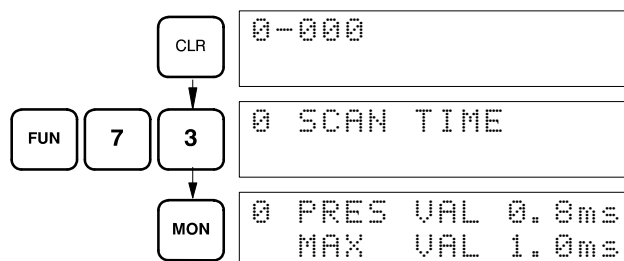 CLR
0-000
FUN 7 3
0 SCAN TIME
MON
0 PRES VAL 0.8ms
MAX VAL 1.0ms